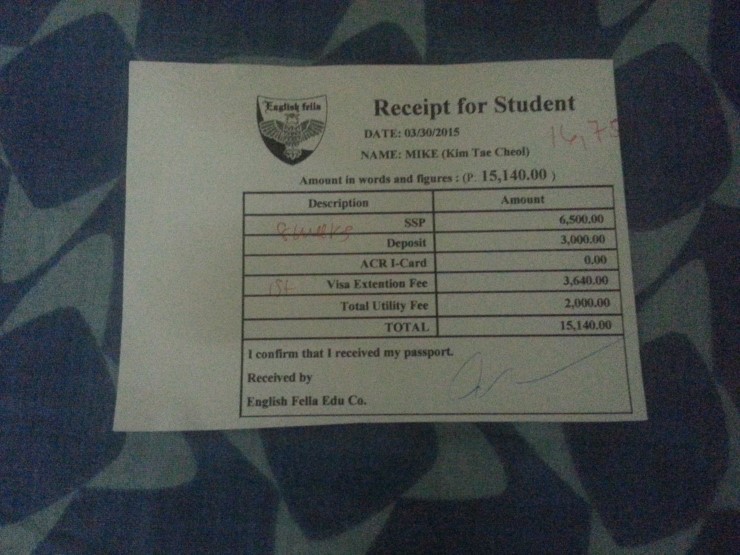 English fella
Receipt for Student
DATE: 03/30/2015
NAME: MIKE (Kim Tae Cheol)
Amount in words and figures : (P. 15,140.00 )
Description Amount
SSP 6,500.00
8 weeks
Deposit 3,000.00
ACR I-Card 0.00
1st Visa Extention Fee 3,640.00
Total Utility Fee 2,000.00
TOTAL 15,140.00
I confirm that I received my passport.
Received by
English Fella Edu Co.